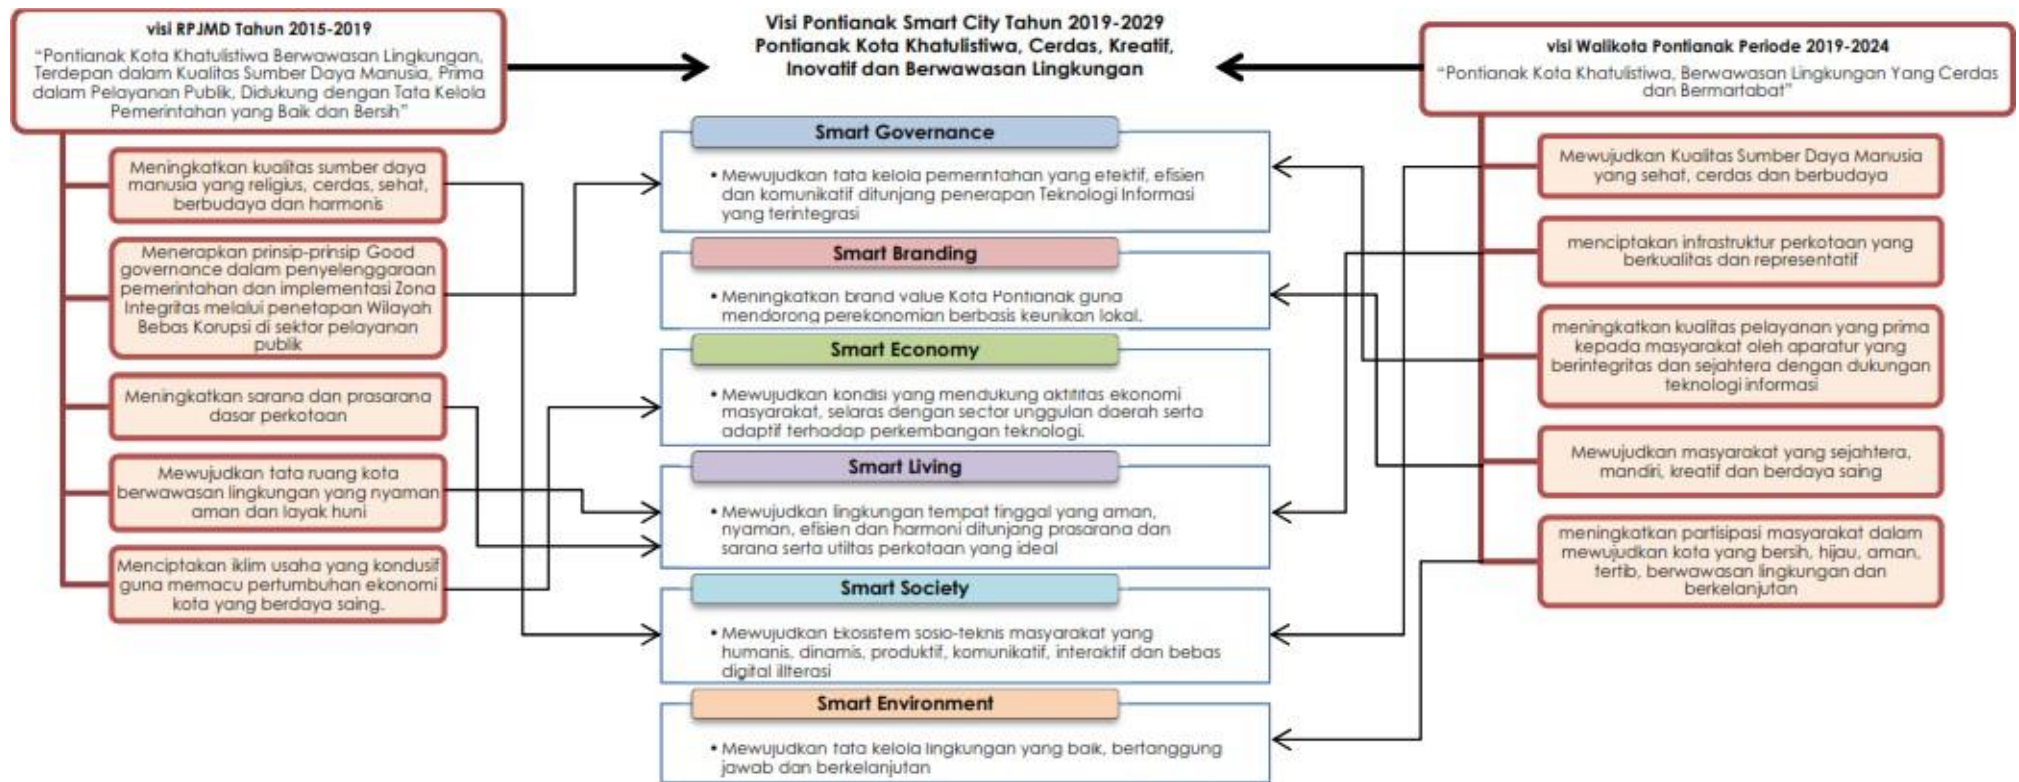 visi RPJMD Tahun 2015-2019
“Pontianak Kota Khatulistiwa Berwawasan Lingkungan,
Terdepan dalam Kualitas Sumber Daya Manusia, Prima
dalam Pelayanan Publik, Didukung dengan Tata Kelola
Pemerintahan yang Baik dan Bersih”
Meningkatkan kualitas sumber daya
manusia yang religius, cerdas, sehat,
berbudaya dan harmonis
Menerapkan prinsip-prinsip Good
governance dalam penyelenggaraan
pemerintahan dan implementasi Zona
Integritas melalui penetapan Wilayah
Bebas Korupsi di sektor pelayanan
publik
Meningkatkan sarana dan prasarana
dasar perkotaan
Mewujudkan tata ruang kota
berwawasan lingkungan yang nyaman
aman dan layak huni
Menciptakan iklim usaha yang kondusif
guna memacu pertumbuhan ekonomi
kota yang berdaya saing.
Visi Pontianak Smart City Tahun 2019-2029
Pontianak Kota Khatulistiwa, Cerdas, Kreatif,
Inovatif dan Berwawasan Lingkungan
Smart Governance
• Mewujudkan tata kelola pemerintahan yang efektif, efisien
dan komunikatif ditunjang penerapan Teknologi Informasi
yang terintegrasi
Smart Branding
• Meningkatkan brand value Kota Pontianak guna
mendorong perekonomian berbasis keunikan lokal.
Smart Economy
• Mewujudkan kondisi yang mendukung aktifitas ekonomi
masyarakat, selaras dengan sector unggulan daerah serta
adaptif terhadap perkembangan teknologi.
Smart Living
• Mewujudkan lingkungan tempat tinggal yang aman,
nyaman, efisien dan harmoni ditunjang prasarana dan
sarana serta utiltas perkotaan yang ideal
Smart Society
• Mewujudkan Ekosistem sosio-teknis masyarakat yang
humanis, dinamis, produktif, komunikatif, interaktif dan bebas
digital illterasi
Smart Environment
• Mewujudkan tata kelola lingkungan yang baik, bertanggung
jawab dan berkelanjutan
visi Walikota Pontianak Periode 2019-2024
“Pontianak Kota Khatulistiwa, Berwawasan Lingkungan Yang Cerdas
dan Bermartabat”
Mewujudkan Kualitas Sumber Daya Manusia
yang sehat, cerdas dan berbudaya
menciptakan infrastruktur perkotaan yang
berkualitas dan representatif
meningkatkan kualitas pelayanan yang prima
kepada masyarakat oleh aparatur yang
berintegritas dan sejahtera dengan dukungan
teknologi informasi
Mewujudkan masyarakat yang sejahtera,
mandiri, kreatif dan berdaya saing
meningkatkan partisipasi masyarakat dalam
mewujudkan kota yang bersih, hijau, aman,
tertib, berwawasan lingkungan dan
berkelanjutan